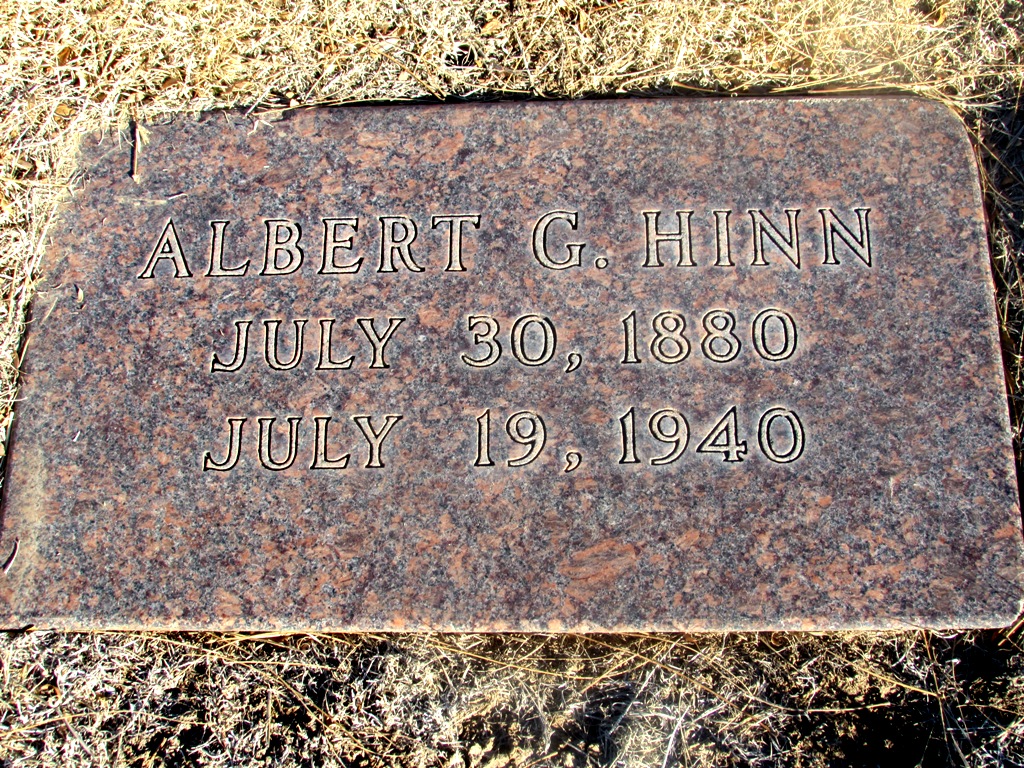 ALBERT G. HINN
JULY 30, 1880
JULY 19, 1940